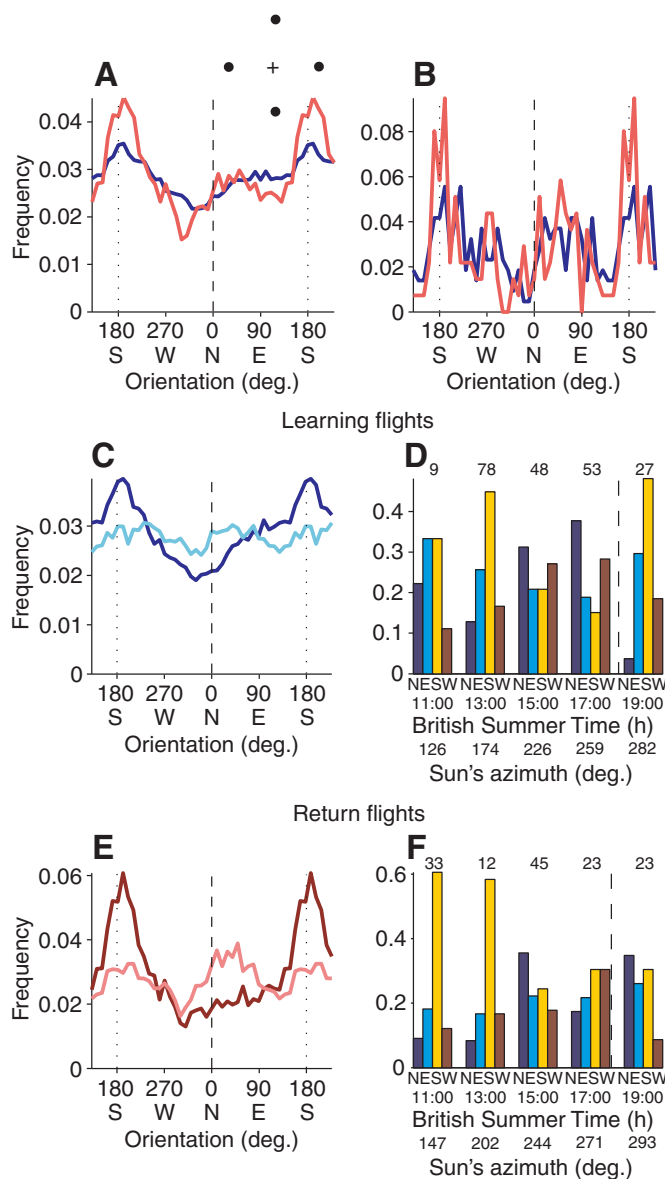 A
B
+
Frequency
0.04
0.03
0.02
0.01
0
180 270 0 90 180
S W N E S
Orientation (deg.)
0.08
0.06
0.04
0.02
0
180 270 0 90 180
S W N E S
Orientation (deg.)
Learning flights
C
Frequency
0.03
0.02
0.01
0
180 270 0 90 180
S W N E S
Orientation (deg.)
D
9 78 48 53 27
0.4
0.3
0.2
0.1
0
NESW NESW NESW NESW NESW
11:00 13:00 15:00 17:00 19:00
British Summer Time (h)
126 174 226 259 282
Sun's azimuth (deg.)
Return flights
E
Frequency
0.06
0.04
0.02
0
180 270 0 90 180
S W N E S
Orientation (deg.)
F
33 12 45 23 23
0.6
0.4
0.2
0
NESW NESW NESW NESW NESW
11:00 13:00 15:00 17:00 19:00
British Summer Time (h)
147 202 244 271 293
Sun's azimuth (deg.)